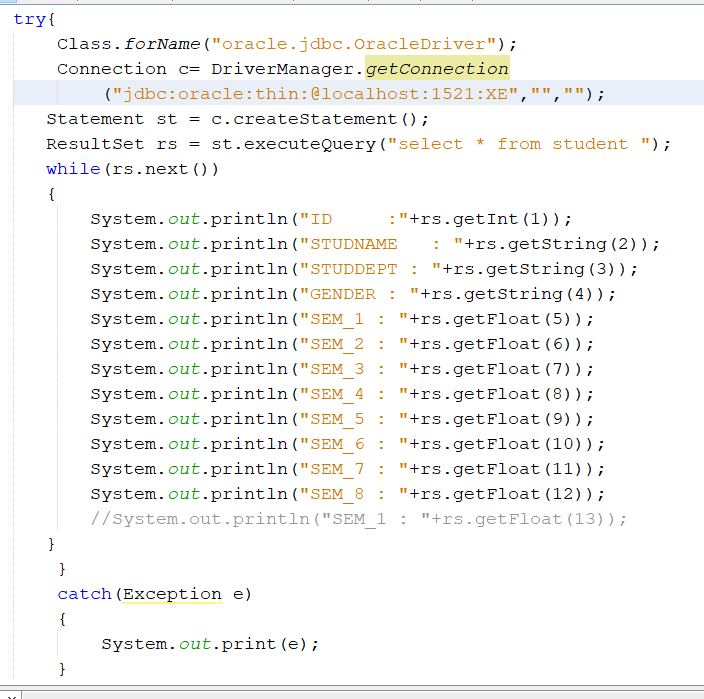 try{
    Class.forName("oracle.jdbc.OracleDriver");
    Connection c= DriverManager.getConnection
        ("jdbc:oracle:thin:@localhost:1521:XE","","");
   Statement st = c.createStatement();
   ResultSet rs = st.executeQuery("select * from student ");
   while(rs.next())
   {
       System.out.println("ID     :"+rs.getInt(1));
       System.out.println("STUDNAME   : "+rs.getString(2));
       System.out.println("STUDDEPT : "+rs.getString(3));
       System.out.println("GENDER : "+rs.getString(4));
       System.out.println("SEM_1 : "+rs.getFloat(5));
       System.out.println("SEM_2 : "+rs.getFloat(6));
       System.out.println("SEM_3 : "+rs.getFloat(7));
       System.out.println("SEM_4 : "+rs.getFloat(8));
       System.out.println("SEM_5 : "+rs.getFloat(9));
       System.out.println("SEM_6 : "+rs.getFloat(10));
       System.out.println("SEM_7 : "+rs.getFloat(11));
       System.out.println("SEM_8 : "+rs.getFloat(12));
       //System.out.println("SEM_1 : "+rs.getFloat(13));
   }
    }
    catch(Exception e)
    {
        System.out.print(e);
    }